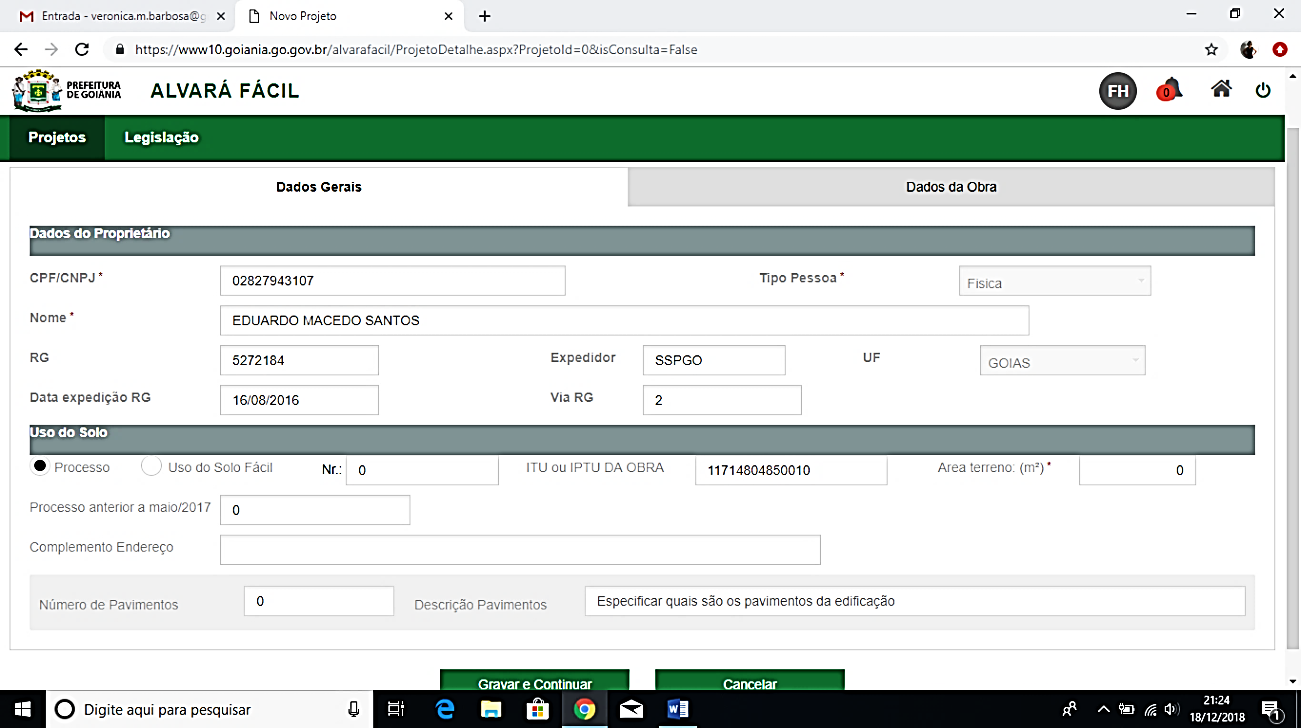 Entrada - veronica.m.barbosa@g
Novo Projeto
https://www10.goiania.go.gov.br/alvarafacil/ProjetoDetalhe.aspx?ProjetoId=0&isConsulta=False
PREFEITURA
DE GOIÂNIA
ALVARÁ FÁCIL
FH
0
Projetos Legislação
Dados Gerais Dados da Obra
Dados do Proprietário
CPF/CNPJ * 02827943107 Tipo Pessoa * Fisica
Nome * EDUARDO MACEDO SANTOS
RG 5272184 Expedidor SSPGO UF GOIAS
Data expedição RG 16/08/2016 Via RG 2
Uso do Solo
Processo Uso do Solo Fácil Nr.: 0 ITU ou IPTU DA OBRA 11714804850010 Area terreno: (m²) * 0
Processo anterior a maio/2017 0
Complemento Endereço
Número de Pavimentos 0 Descrição Pavimentos Especificar quais são os pavimentos da edificação
Gravar e Continuar Cancelar
Digite aqui para pesquisar
21:24
18/12/2018
1